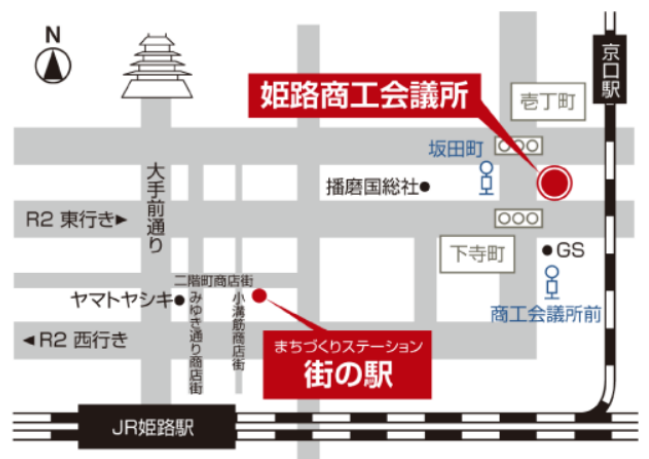 N
京口駅
姫路商工会議所
壱丁町
坂田町
大手前通り
播磨国総社
R2 東行き
下寺町
GS
二階町商店街
ヤマトヤシキ
みゆき通り商店街
小溝筋商店街
商工会議所前
R2 西行き
まちづくりステーション
街の駅
JR姫路駅